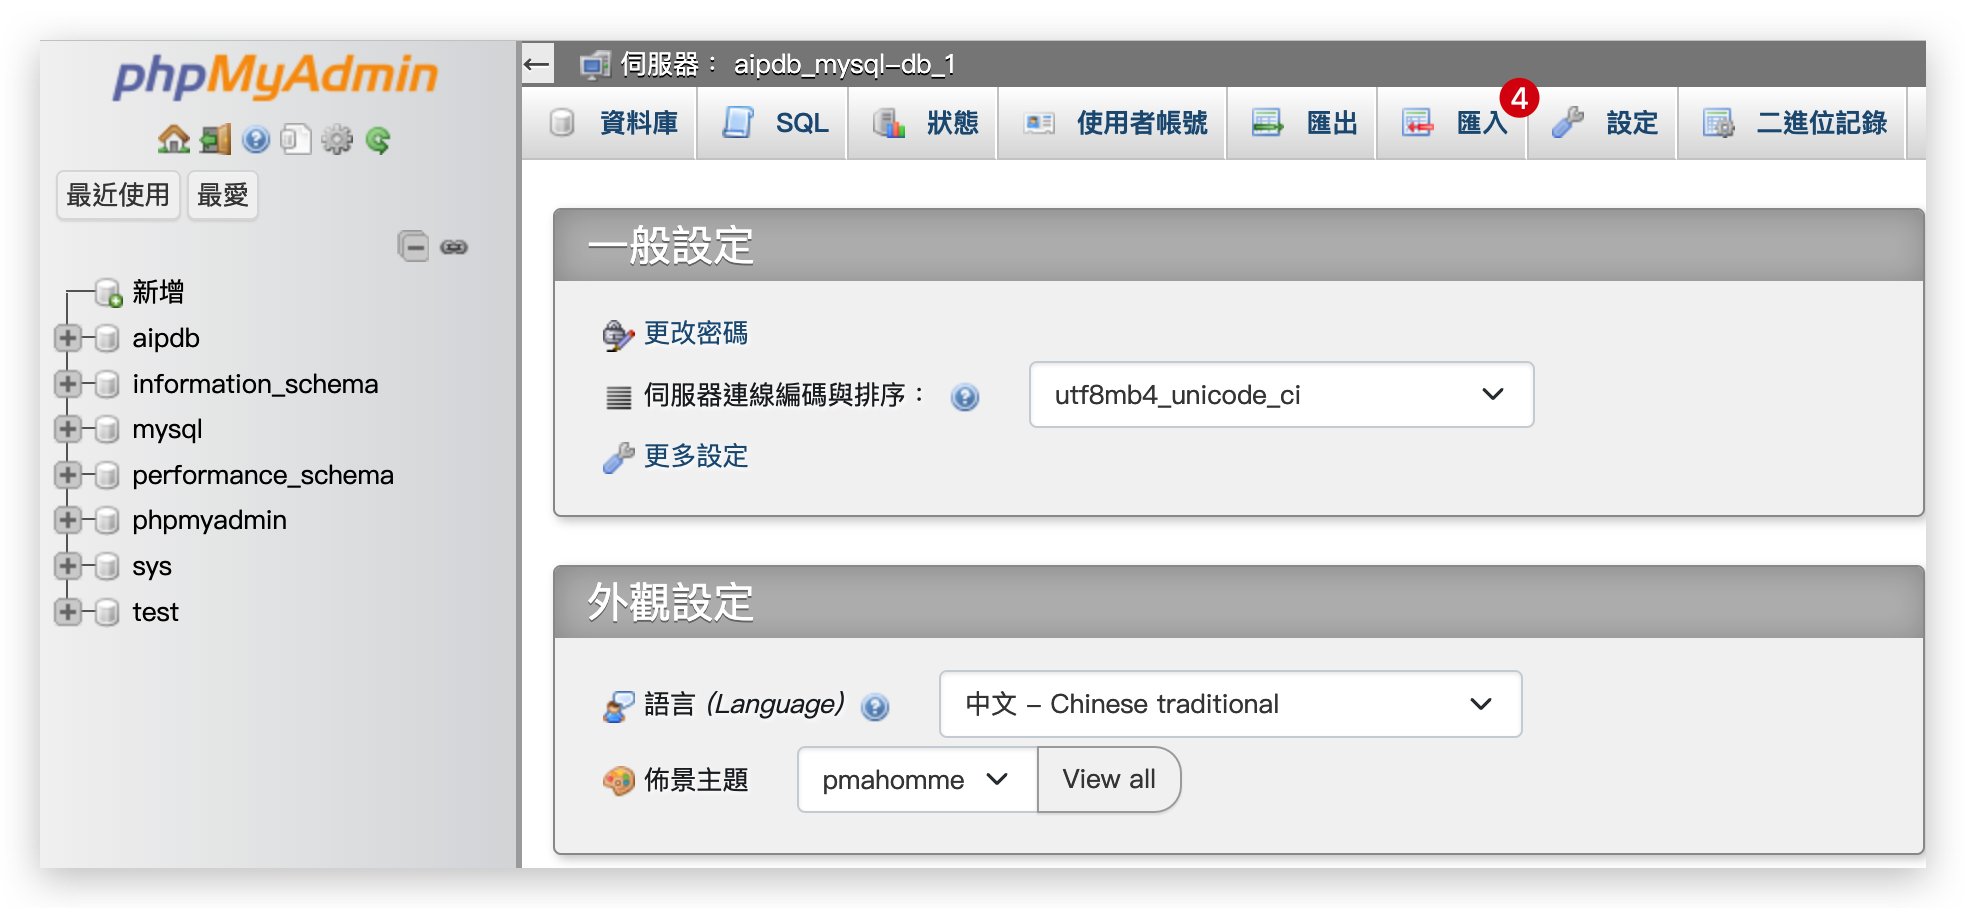 phpMyAdmin
最近使用 最愛
新增
aipdb
information_schema
mysql
performance_schema
phpmyadmin
sys
test
伺服器： aipdb_mysql-db_1
資料庫 SQL 狀態 使用者帳號 匯出 匯入 4 設定 二進位記錄
一般設定
更改密碼
伺服器連線編碼與排序： utf8mb4_unicode_ci
更多設定
外觀設定
語言 (Language) 中文 - Chinese traditional
佈景主題 pmahomme View all